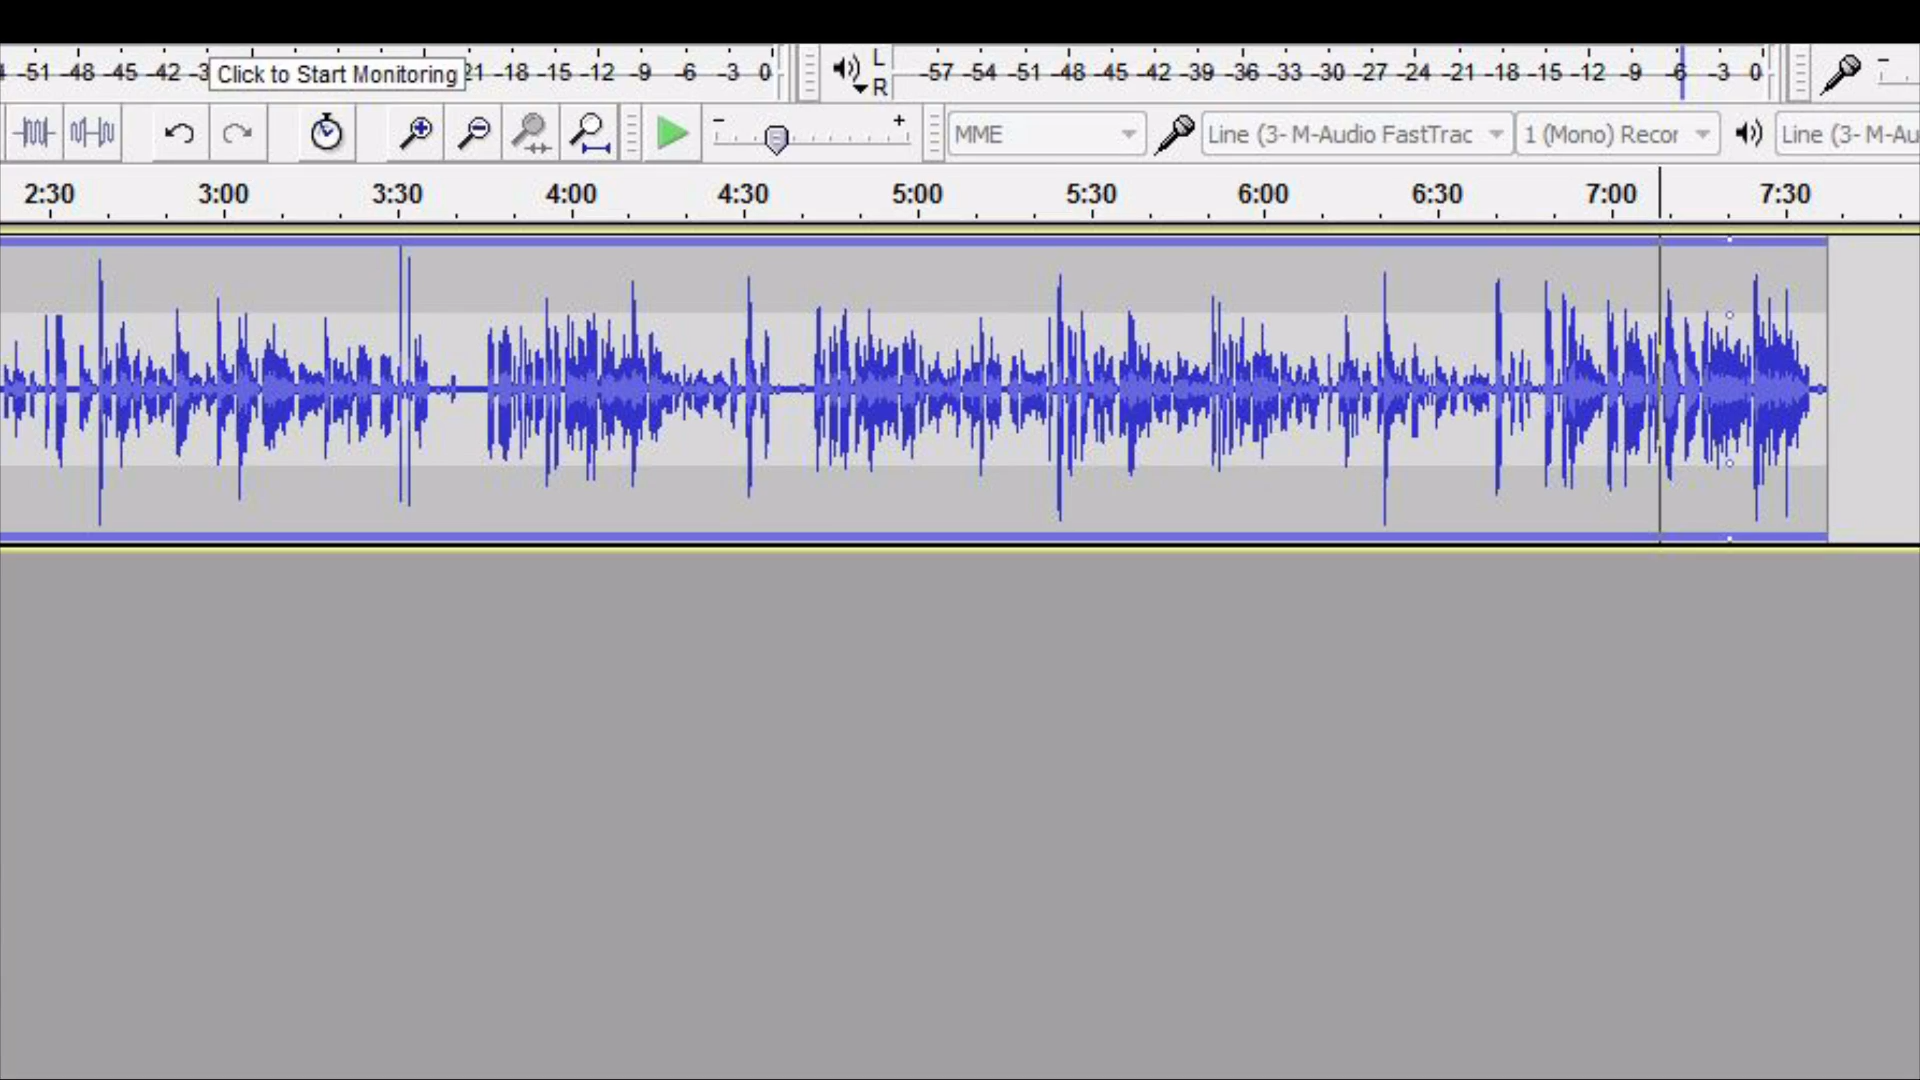 -51 -48 -45 -42 -3 Click to Start Monitoring 21 -18 -15 -12 -9 -6 -3 0 L R -57 -54 -51 -48 -45 -42 -39 -36 -33 -30 -27 -24 -21 -18 -15 -12 -9 -6 -3 0 -
- + MME Line (3- M-Audio FastTrac 1 (Mono) Recor Line (3- M-Au
2:30 3:00 3:30 4:00 4:30 5:00 5:30 6:00 6:30 7:00 7:30